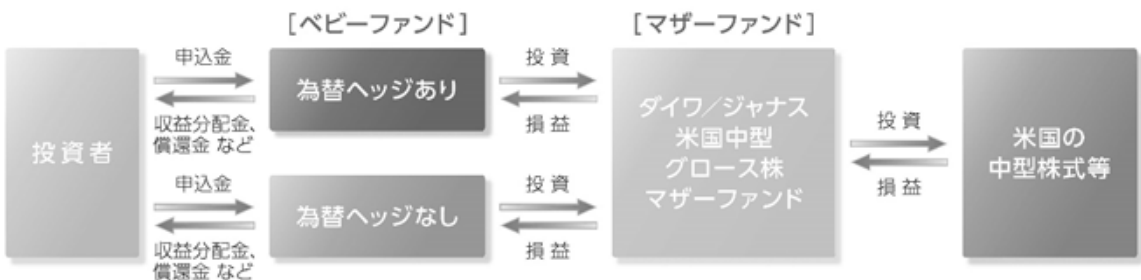 ［ベビーファンド］
［マザーファンド］
投資者
申込金
収益分配金、
償還金 など
為替ヘッジあり
投 資
損 益
申込金
収益分配金、
償還金 など
為替ヘッジなし
投 資
損 益
ダイワ／ジャナス
米国中型
グロース株
マザーファンド
投 資
損 益
米国の
中型株式等